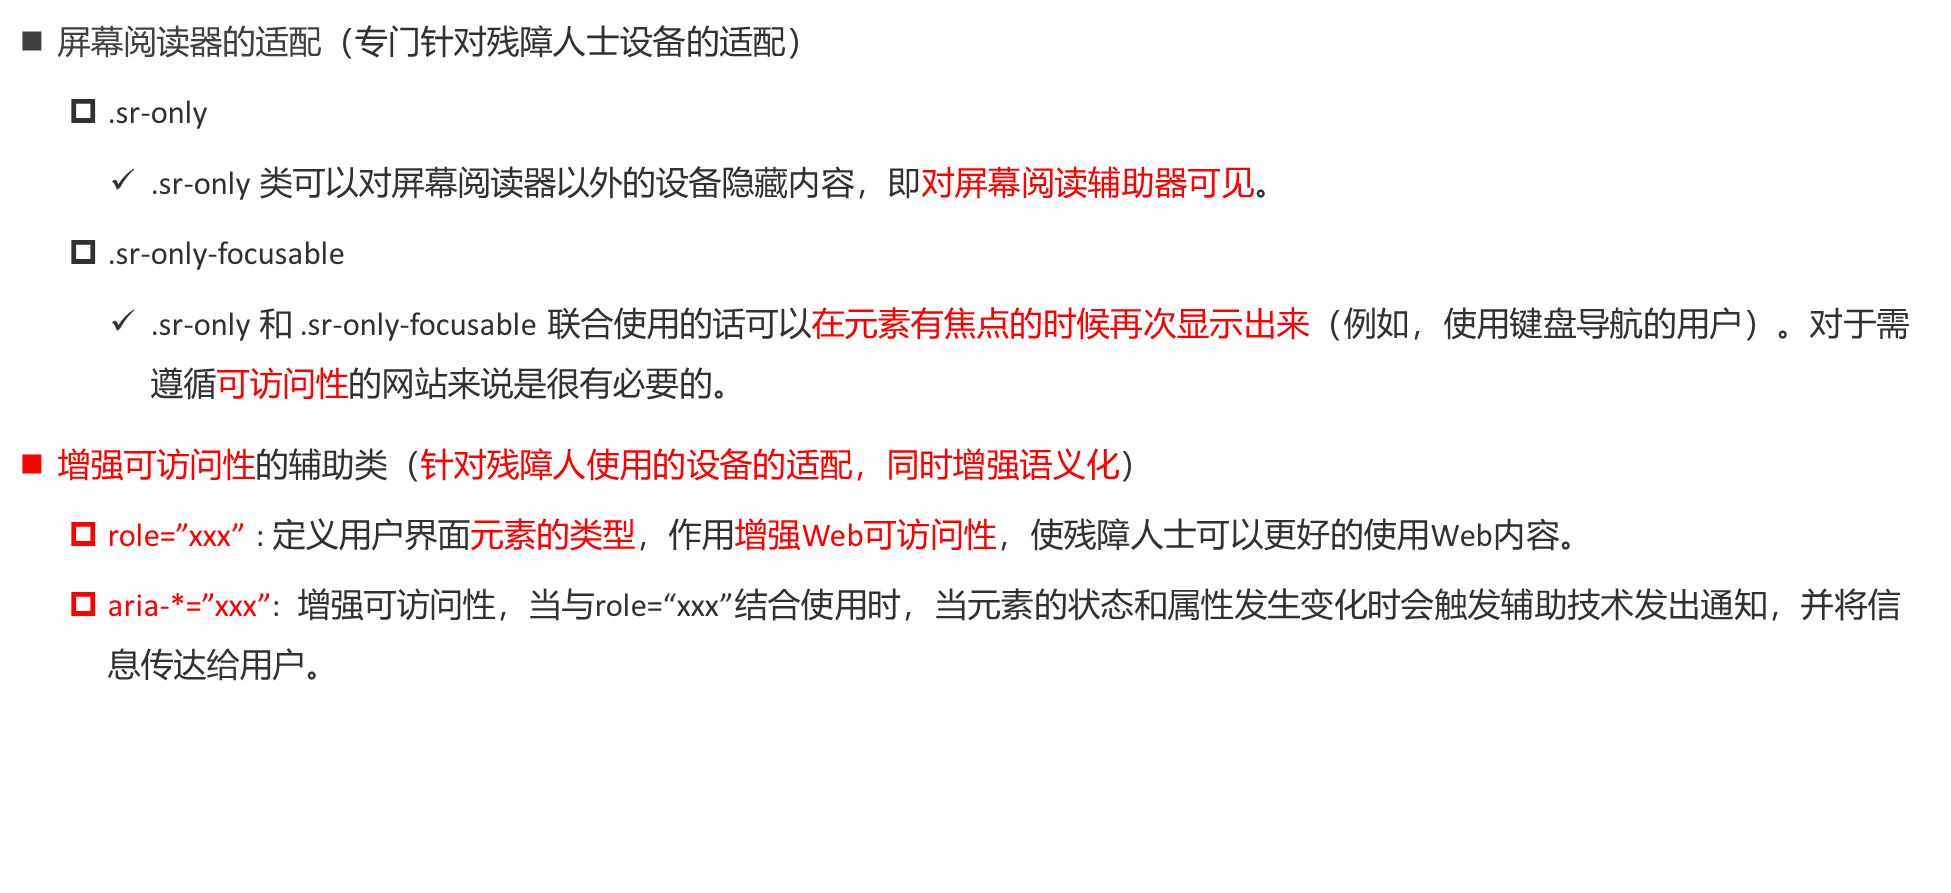 屏幕阅读器的适配（专门针对残障人士设备的适配）
.sr-only
.sr-only 类可以对屏幕阅读器以外的设备隐藏内容，即对屏幕阅读辅助器可见。
.sr-only-focusable
.sr-only 和 .sr-only-focusable 联合使用的话可以在元素有焦点的时候再次显示出来（例如，使用键盘导航的用户）。对于需
遵循可访问性的网站来说是很有必要的。
增强可访问性的辅助类（针对残障人使用的设备的适配，同时增强语义化）
role=”xxx” : 定义用户界面元素的类型，作用增强Web可访问性，使残障人士可以更好的使用Web内容。
aria-*=”xxx”：增强可访问性，当与role=“xxx”结合使用时，当元素的状态和属性发生变化时会触发辅助技术发出通知，并将信
息传达给用户。